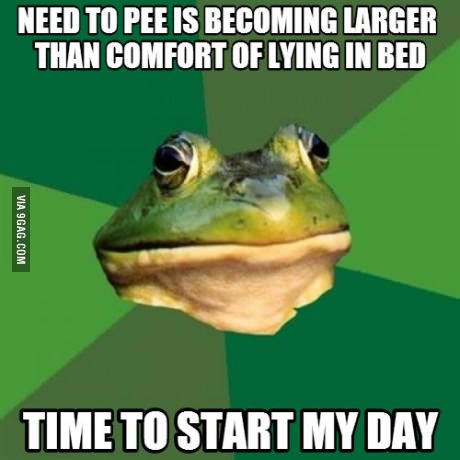 NEED TO PEE IS BECOMING LARGER
THAN COMFORT OF LYING IN BED
VIA 9GAG.COM
TIME TO START MY DAY